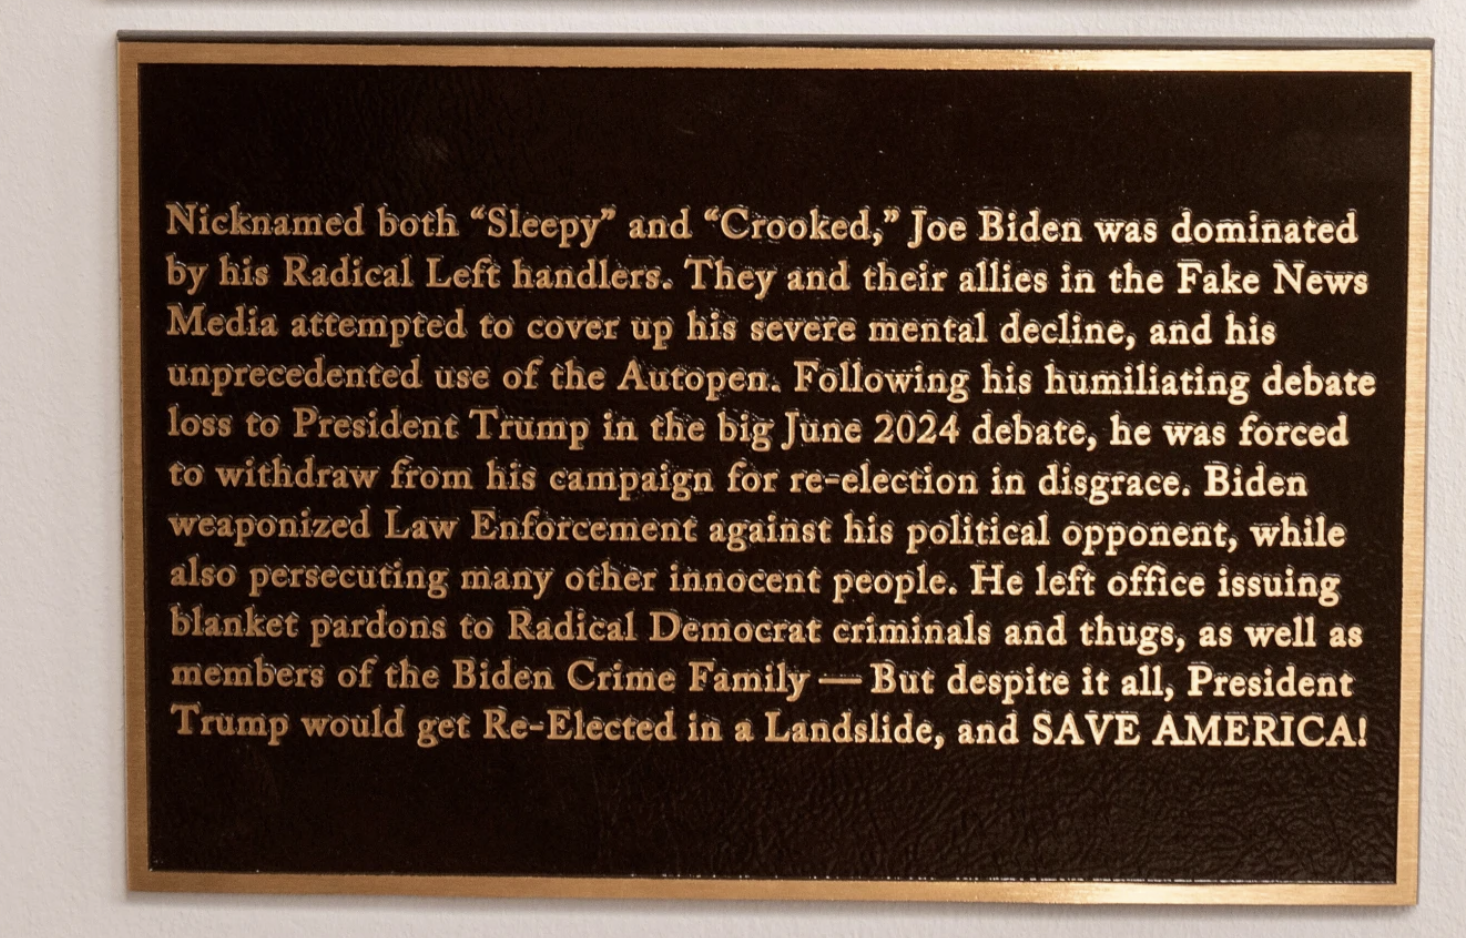 Nicknamed both “Sleepy” and “Crooked,” Joe Biden was dominated
by his Radical Left handlers. They and their allies in the Fake News
Media attempted to cover up his severe mental decline, and his
unprecedented use of the Autopen. Following his humiliating debate
loss to President Trump in the big June 2024 debate, he was forced
to withdraw from his campaign for re-election in disgrace. Biden
weaponized Law Enforcement against his political opponent, while
also persecuting many other innocent people. He left office issuing
blanket pardons to Radical Democrat criminals and thugs, as well as
members of the Biden Crime Family — But despite it all, President
Trump would get Re-Elected in a Landslide, and SAVE AMERICA!